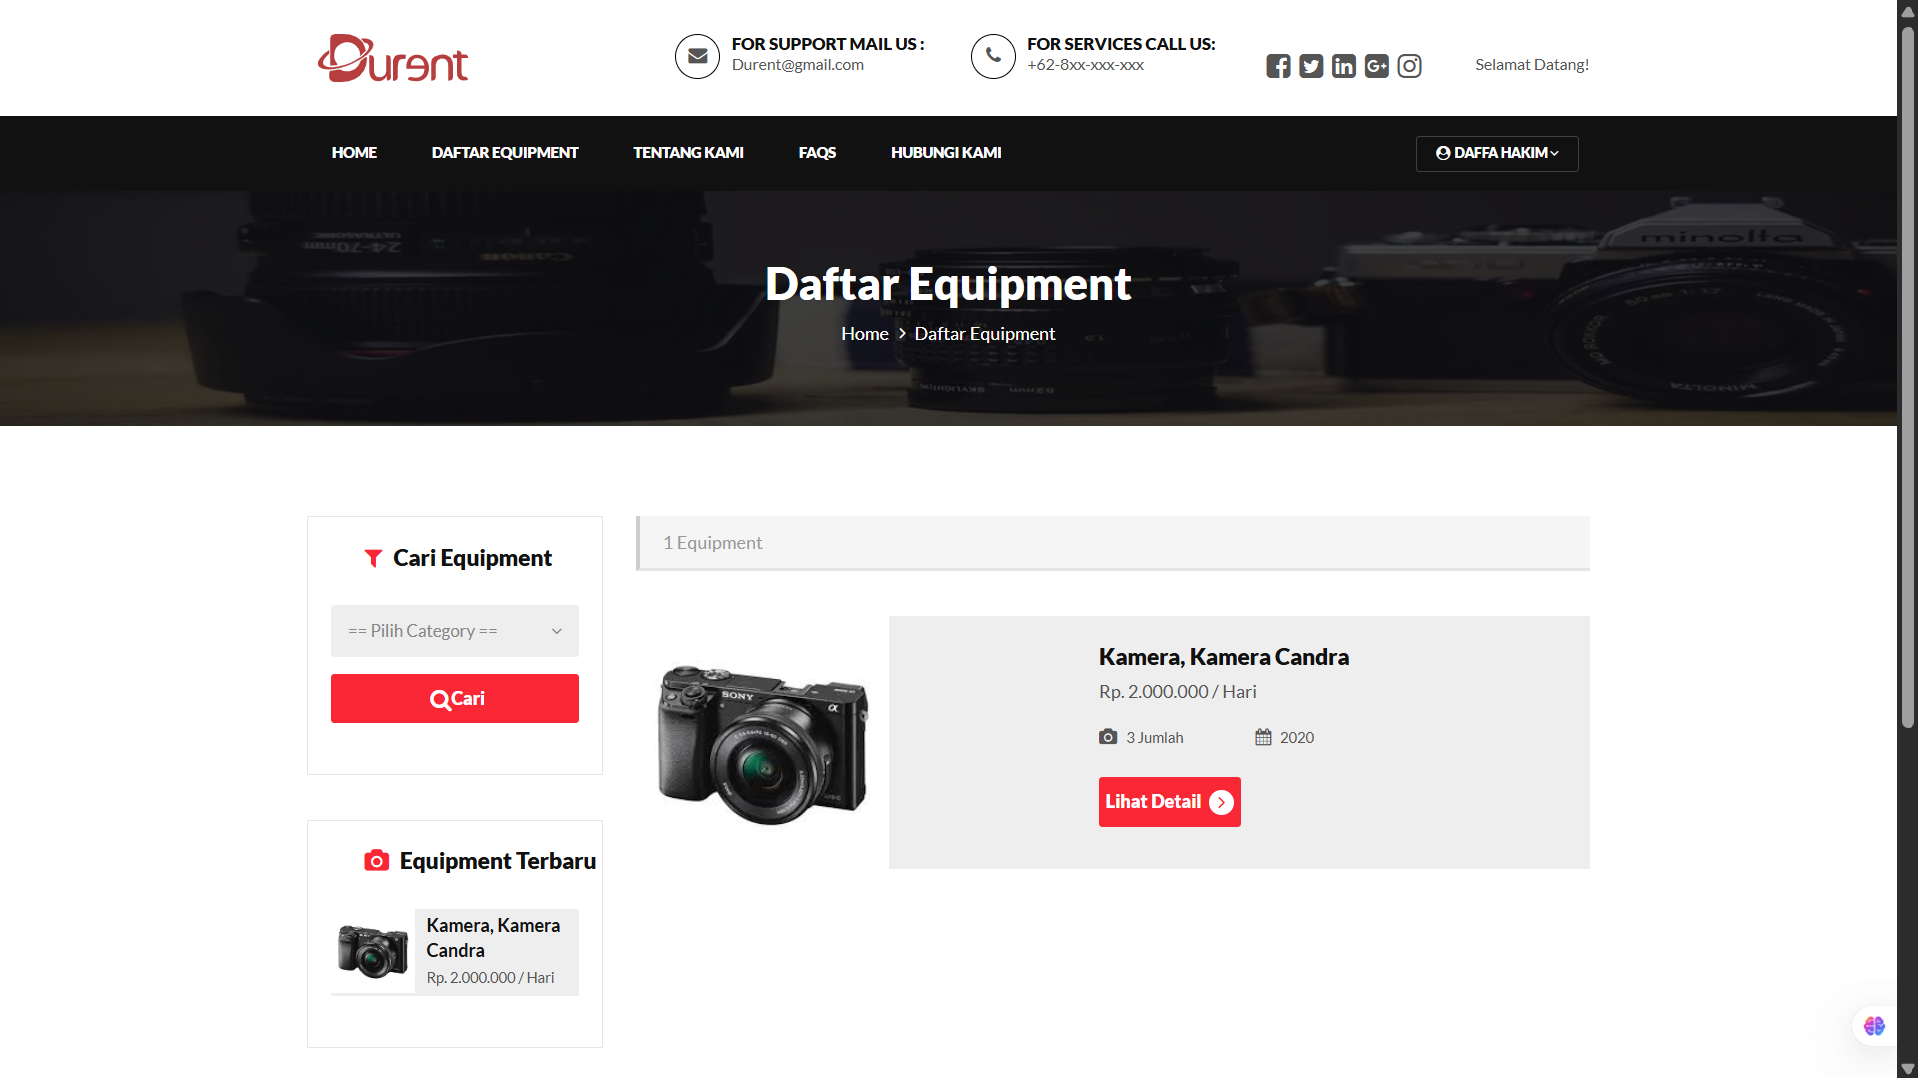 Durent
FOR SUPPORT MAIL US :
Durent@gmail.com
FOR SERVICES CALL US:
+62-8xx-xxx-xxx
Selamat Datang!
HOME
DAFTAR EQUIPMENT
TENTANG KAMI
FAQS
HUBUNGI KAMI
DAFFA HAKIM
minolta
Daftar Equipment
Home > Daftar Equipment
Cari Equipment
== Pilih Category ==
Cari
1 Equipment
SONY
α
Kamera, Kamera Candra
Rp. 2.000.000 / Hari
3 Jumlah
2020
Lihat Detail
Equipment Terbaru
Kamera, Kamera
Candra
Rp. 2.000.000 / Hari